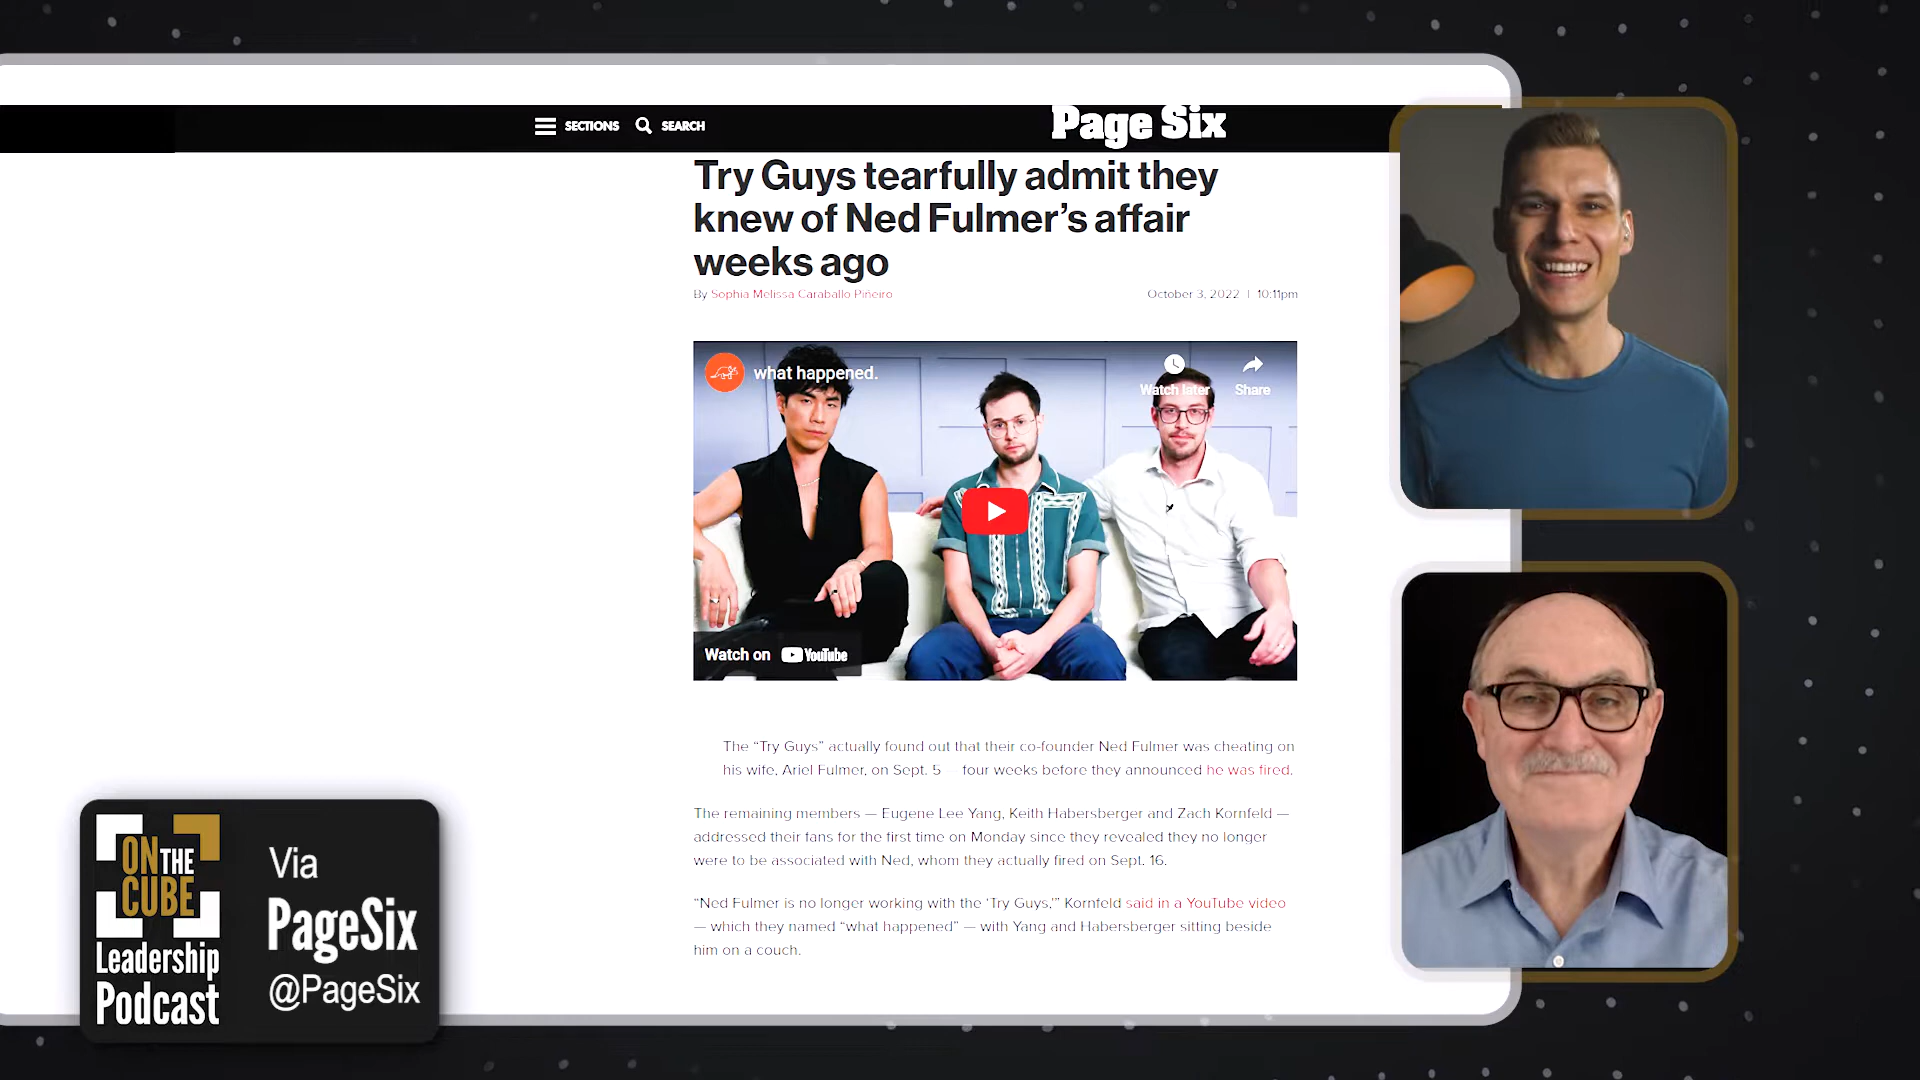 SECTIONS SEARCH Page Six
Try Guys tearfully admit they
knew of Ned Fulmer’s affair
weeks ago
By Sophia Melissa Caraballo Piñeiro October 3, 2022 | 10:11pm
what happened.
Watch later Share
Watch on YouTube
The “Try Guys” actually found out that their co-founder Ned Fulmer was cheating on
his wife, Ariel Fulmer, on Sept. 5 four weeks before they announced he was fired.
The remaining members — Eugene Lee Yang, Keith Habersberger and Zach Kornfeld —
addressed their fans for the first time on Monday since they revealed they no longer
were to be associated with Ned, whom they actually fired on Sept. 16.
“Ned Fulmer is no longer working with the ‘Try Guys,’” Kornfeld said in a YouTube video
— which they named “what happened” — with Yang and Habersberger sitting beside
him on a couch.
ON THE
CUBE
Leadership
Podcast
Via
PageSix
@PageSix